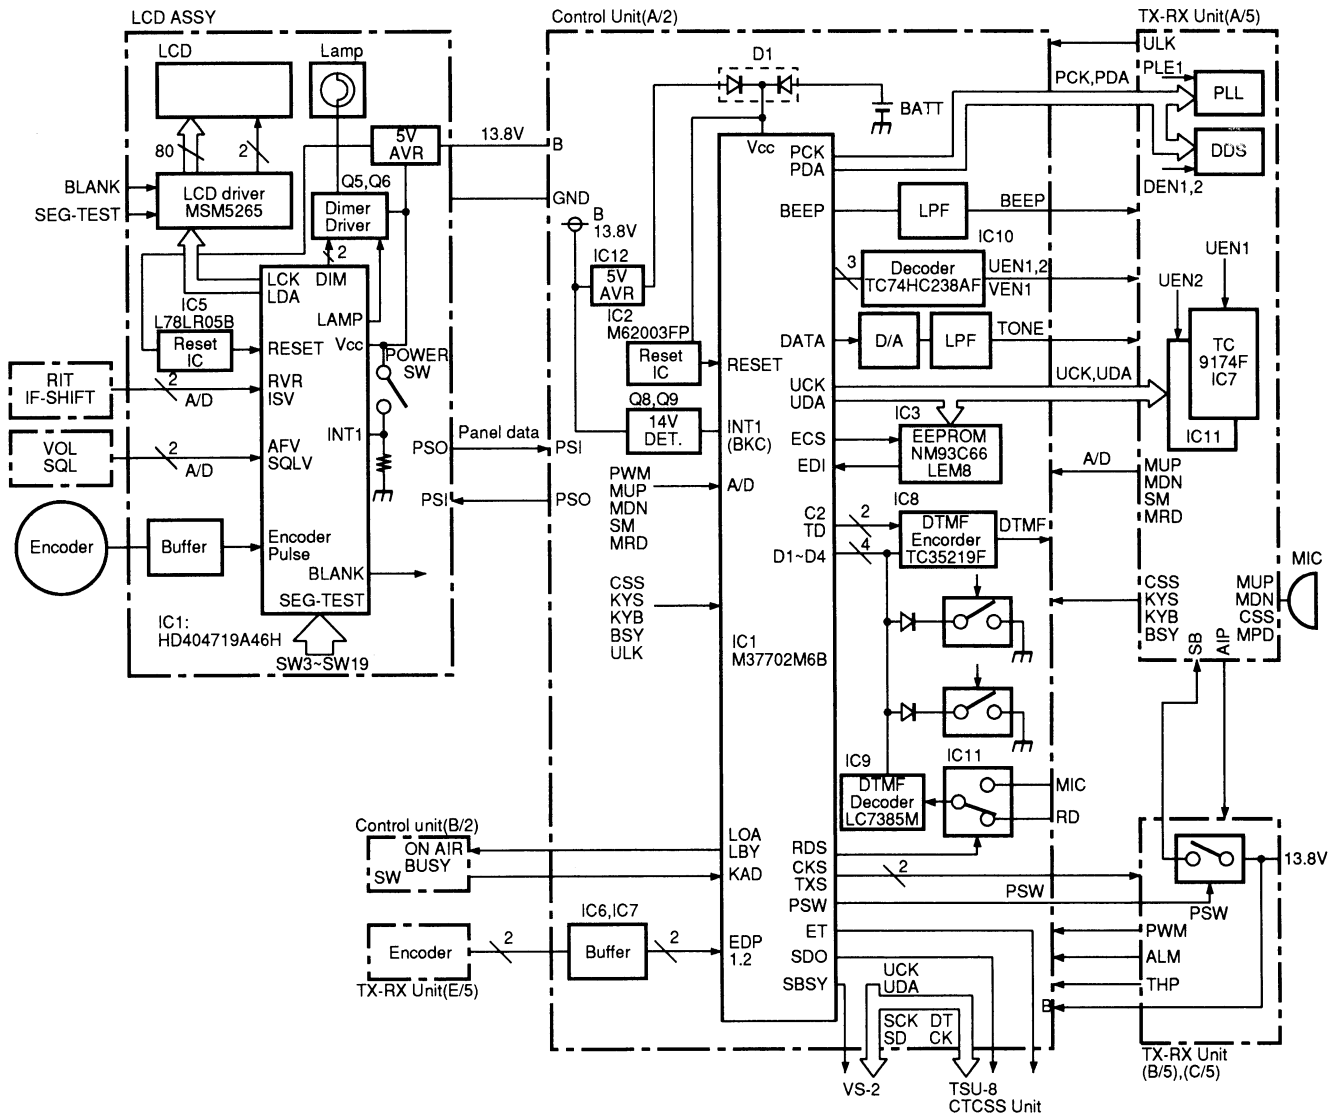 LCD ASSY
LCD
Lamp
5V
AVR
80
2
BLANK
SEG-TEST
LCD driver
MSM5265
Q5,Q6
Dimer
Driver
2
LCK
LDA
DIM
LAMP
IC5
L78LR05B
Reset
IC
RESET
Vcc
POWER
SW
RIT
IF-SHIFT
2
A/D
RVR
ISV
INT1
VOL
SQL
2
A/D
AFV
SQLV
Encoder
Buffer
Encoder
Pulse
BLANK
SEG-TEST
IC1:
HD404719A46H
SW3~SW19
13.8V
B
GND
PSO
Panel data
PSI
PSI
PSO
Control Unit(A/2)
D1
BATT
B
13.8V
IC12
5V
AVR
IC2
M62003FP
Reset
IC
Q8,Q9
14V
DET.
PWM
MUP
MDN
SM
MRD
CSS
KYS
KYB
BSY
ULK
Vcc
RESET
INT1
(BKC)
A/D
IC1
M37702M6B
LOA
LBY
KAD
EDP
1.2
PCK
PDA
BEEP
DATA
UCK
UDA
ECS
EDI
C2
TD
D1~D4
RDS
CKS
TXS
PSW
ET
SDO
SBSY
LPF
BEEP
IC10
3
Decoder
TC74HC238AF
UEN1,2
VEN1
D/A
LPF
TONE
UCK,UDA
IC3
EEPROM
NM93C66
LEM8
IC8
2
4
DTMF
Encorder
TC35219F
DTMF
IC9
DTMF
Decoder
LC7385M
IC11
MIC
RD
2
PSW
UCK
UDA
SCK
SD
DT
CK
B
VS-2
TSU-8
CTCSS Unit
Control unit(B/2)
ON AIR
BUSY
SW
Encoder
TX-RX Unit(E/5)
2
IC6,IC7
Buffer
2
TX-RX Unit(A/5)
ULK
PCK,PDA
PLE1
PLL
DDS
DEN1,2
UEN1
UEN2
TC
9174F
IC7
IC11
A/D
MUP
MDN
SM
MRD
CSS
KYS
KYB
BSY
MUP
MDN
CSS
MPD
MIC
SB
AIP
13.8V
PSW
PWM
ALM
THP
TX-RX Unit
(B/5),(C/5)